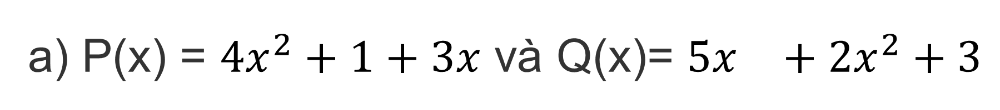 a) P(x) = 4x² + 1 + 3x và Q(x)= 5x + 2x² + 3